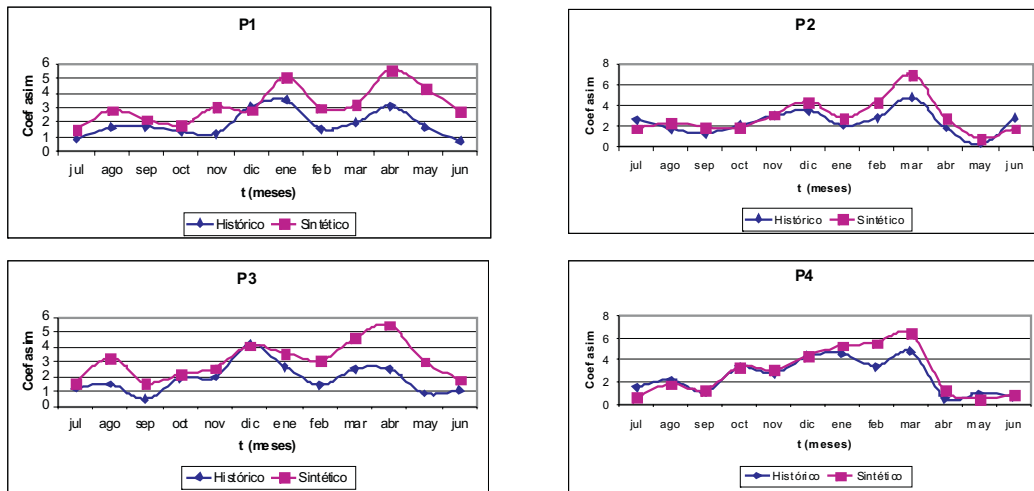 P1
Coef asim
6
5
4
3
2
1
0
jul ago sep oct nov dic ene feb mar abr may jun
t (meses)
Histórico Sintético
P2
Coef asim
8
6
4
2
0
jul ago sep oct nov dic ene feb mar abr may jun
t (meses)
Histórico Sintético
P3
Coef asim
6
5
4
3
2
1
0
jul ago sep oct nov dic ene feb mar abr may jun
t (meses)
Histórico Sintético
P4
Coef asim
8
6
4
2
0
jul ago sep oct nov dic ene feb mar abr may jun
t (meses)
Histórico Sintético